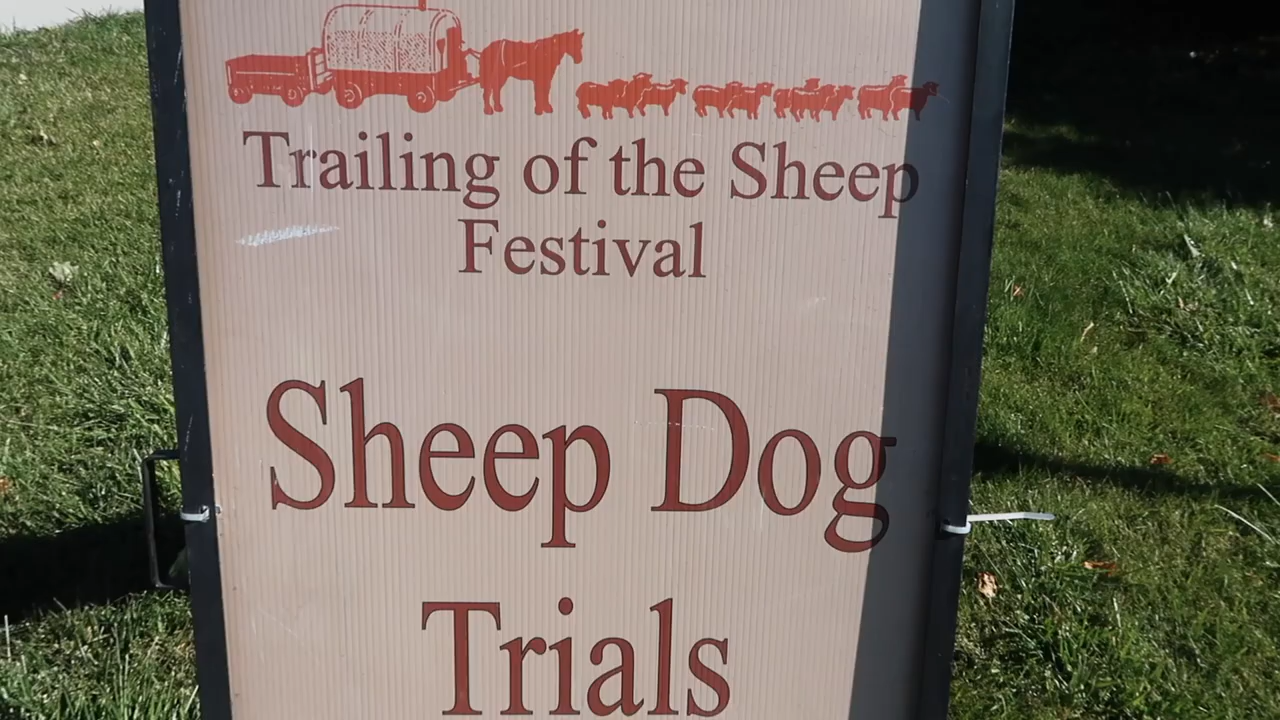 Trailing of the Sheep
Festival
Sheep Dog
Trials